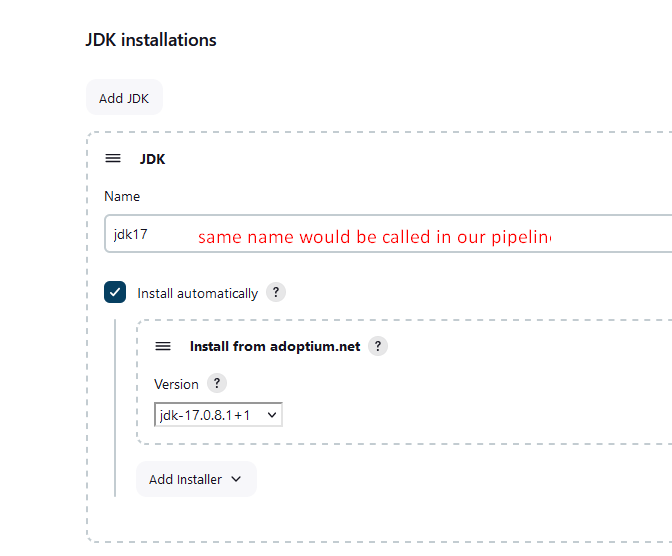 JDK installations
Add JDK
JDK
Name
jdk17 same name would be called in our pipelin
Install automatically ?
Install from adoptium.net ?
Version ?
jdk-17.0.8.1+1
Add Installer